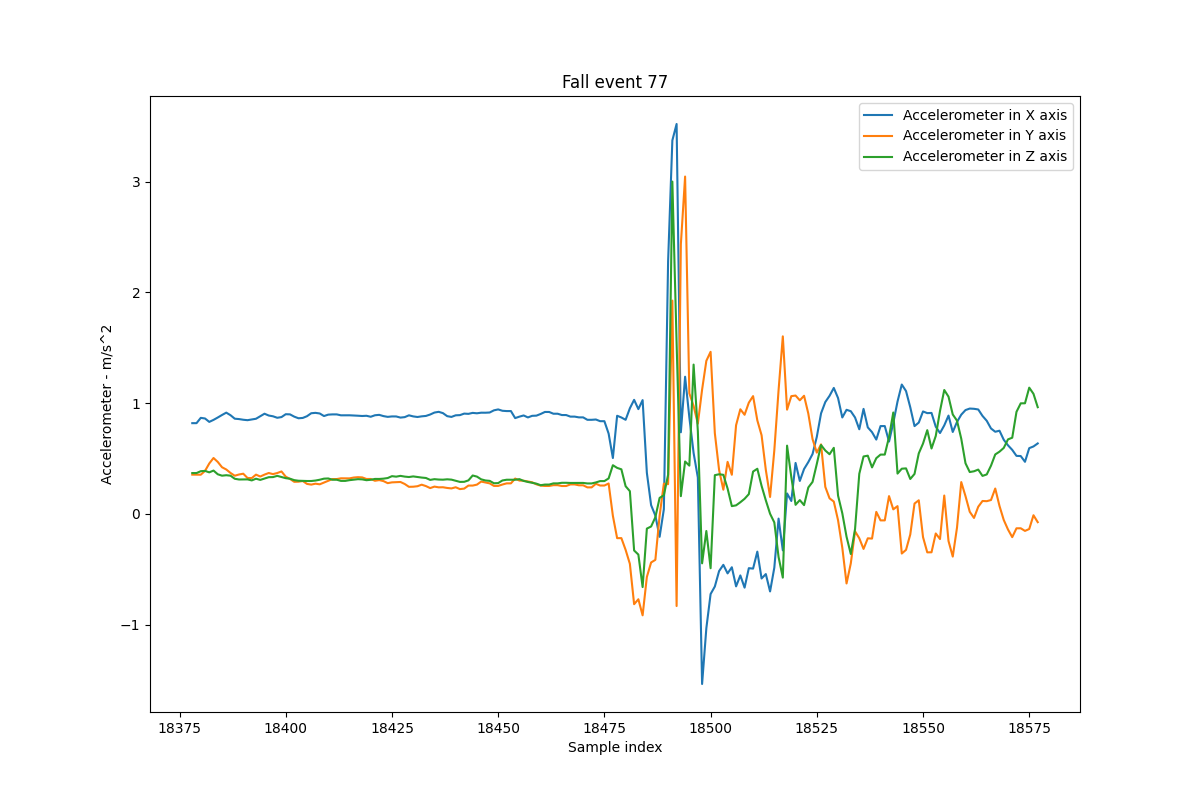 Fall event 77
Accelerometer in X axis
Accelerometer in Y axis
Accelerometer in Z axis
Accelerometer - m/s^2
3
2
1
0
−1
18375 18400 18425 18450 18475 18500 18525 18550 18575
Sample index